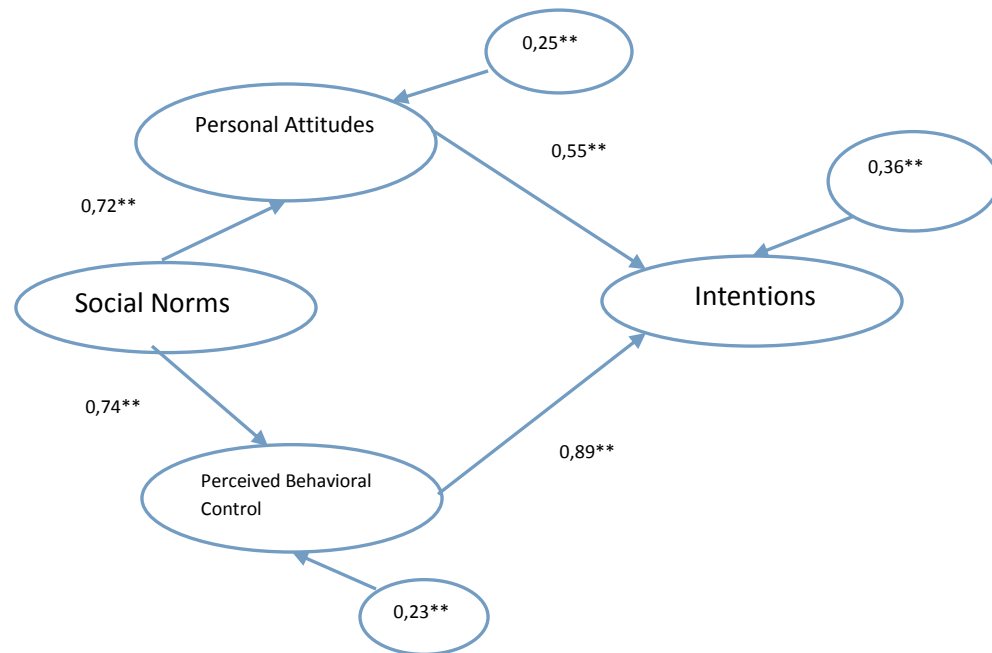 0,25**
Personal Attitudes
0,55**
0,36**
0,72**
Social Norms
Intentions
0,74**
0,89**
Perceived Behavioral
Control
0,23**